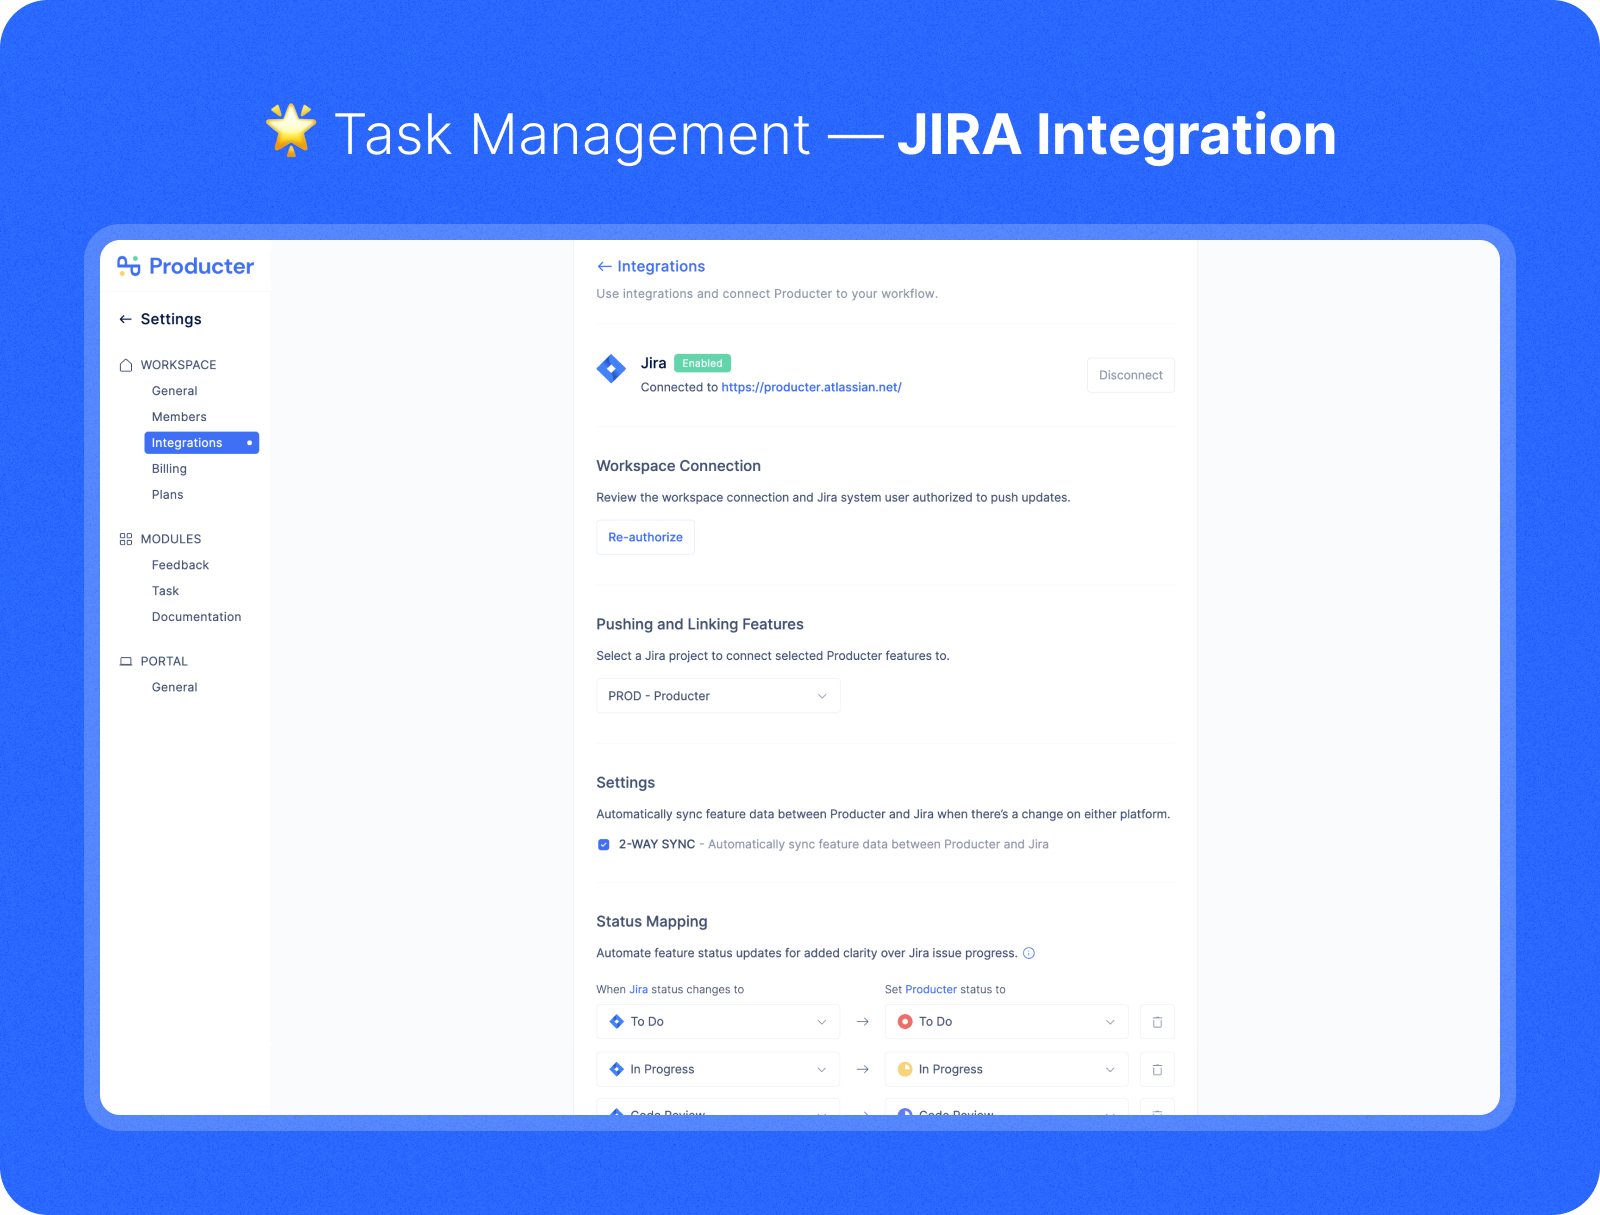 Task Management — JIRA Integration
Producter
Settings
WORKSPACE
General
Members
Integrations
Billing
Plans
MODULES
Feedback
Task
Documentation
PORTAL
General
← Integrations
Use integrations and connect Producter to your workflow.
Jira Enabled
Connected to https://producter.atlassian.net/
Disconnect
Workspace Connection
Review the workspace connection and Jira system user authorized to push updates.
Re-authorize
Pushing and Linking Features
Select a Jira project to connect selected Producter features to.
PROD - Producter
Settings
Automatically sync feature data between Producter and Jira when there’s a change on either platform.
2-WAY SYNC - Automatically sync feature data between Producter and Jira
Status Mapping
Automate feature status updates for added clarity over Jira issue progress.
When Jira status changes to
Set Producter status to
To Do → To Do
In Progress → In Progress
Code Review → Code Review